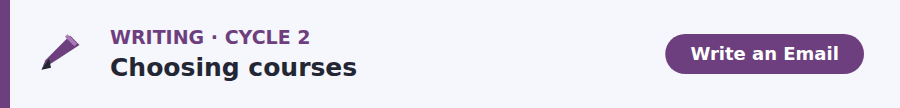 WRITING · CYCLE 2
Choosing courses
Write an Email